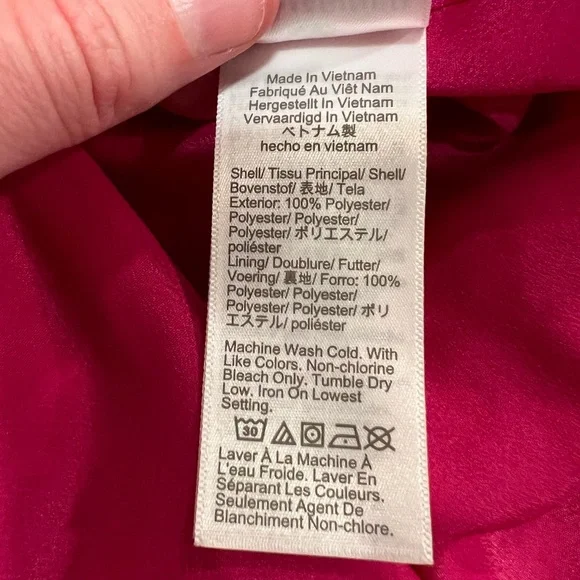 Made In Vietnam
Fabriqué Au Viêt Nam
Hergestellt In Vietnam
Vervaardigd In Vietnam
ベトナム製
hecho en vietnam
Shell/ Tissu Principal/ Shell/
Bovenstof/ 表地/ Tela
Exterior: 100% Polyester/
Polyester/ Polyester/
Polyester/ ポリエステル/
poliéster
Lining/ Doublure/ Futter/
Voering/ 裏地/ Forro: 100%
Polyester/ Polyester/
Polyester/ Polyester/ ポリ
エステル/ poliéster
Machine Wash Cold. With
Like Colors. Non-chlorine
Bleach Only. Tumble Dry
Low. Iron On Lowest
Setting.
30
Laver À La Machine À
L'eau Froide. Laver En
Séparant Les Couleurs.
Seulement Agent De
Blanchiment Non-chlore.